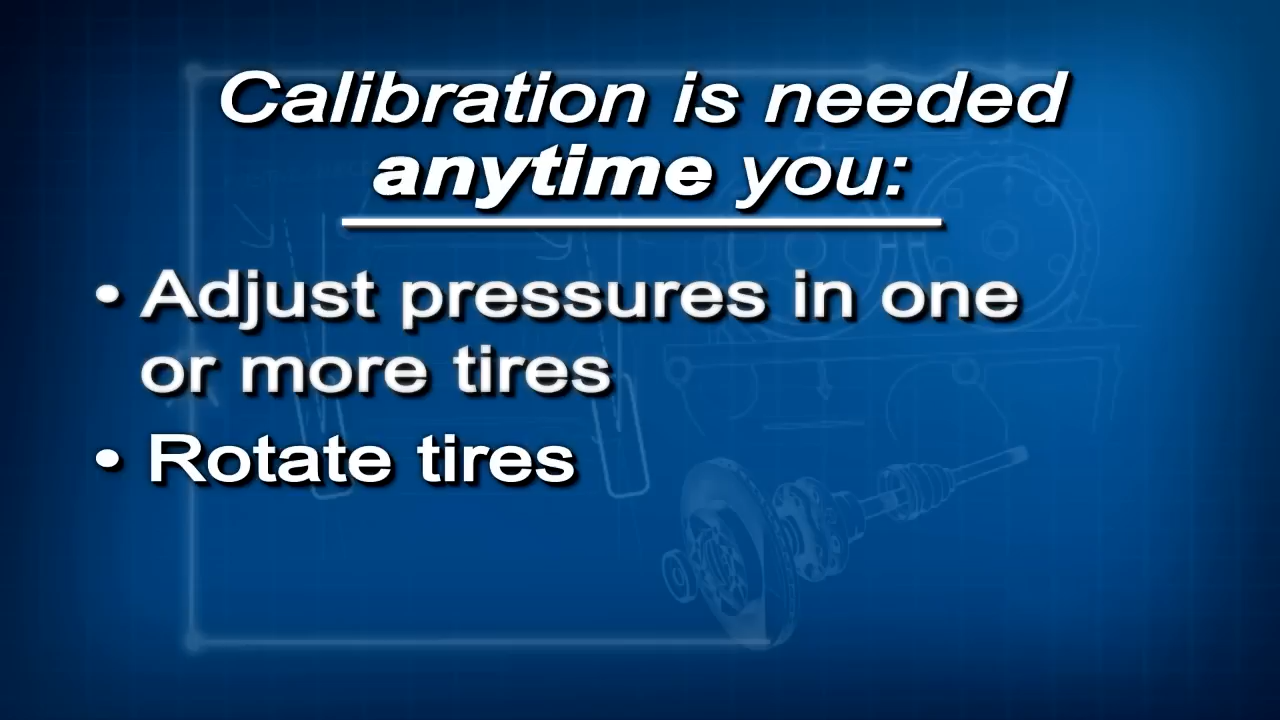 Calibration is needed
anytime you:
• Adjust pressures in one
or more tires
• Rotate tires